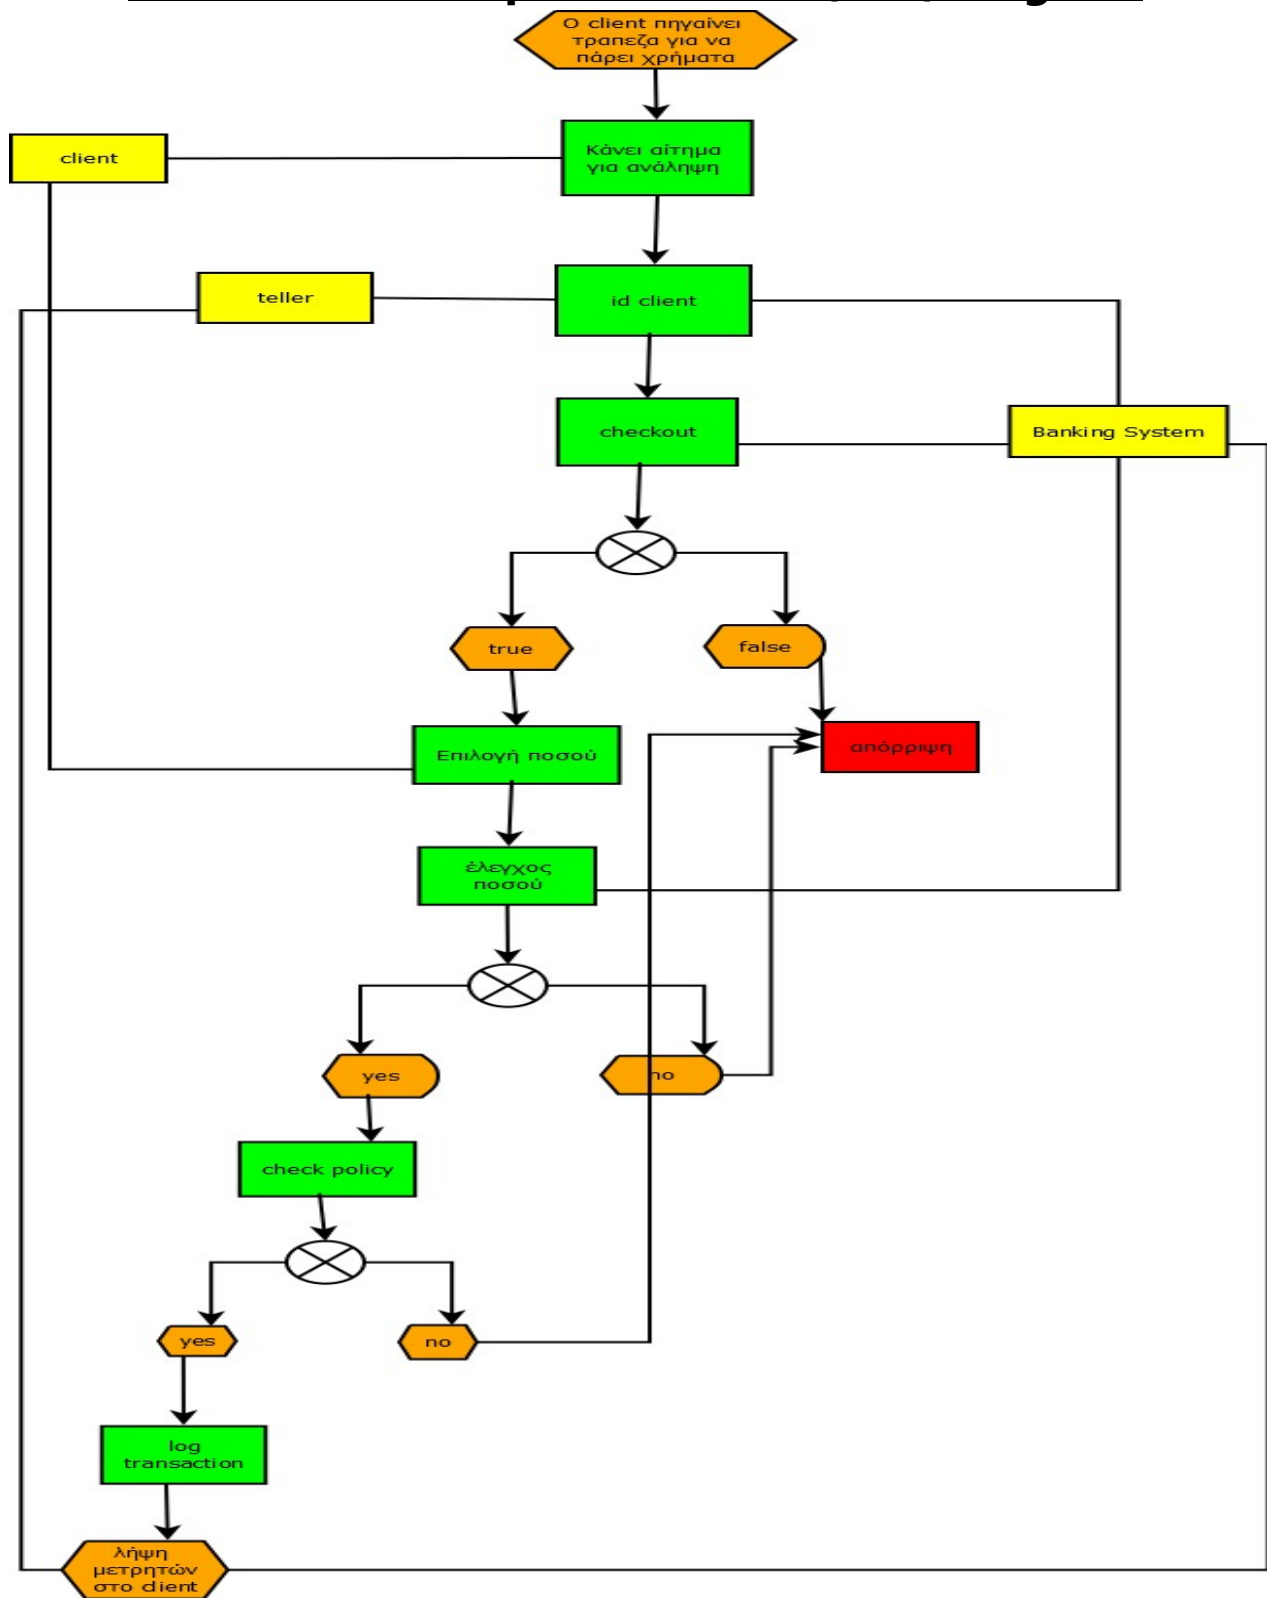 Ο client πηγαίνει
τραπεζα για να
πάρει χρήματα
client
Κάνει αίτημα
για ανάληψη
teller
id client
checkout
Banking System
true
false
Επιλογή ποσού
απόρριψη
έλεγχος
ποσού
yes
no
check policy
yes
no
log
transaction
λήψη
μετρητών
στο client